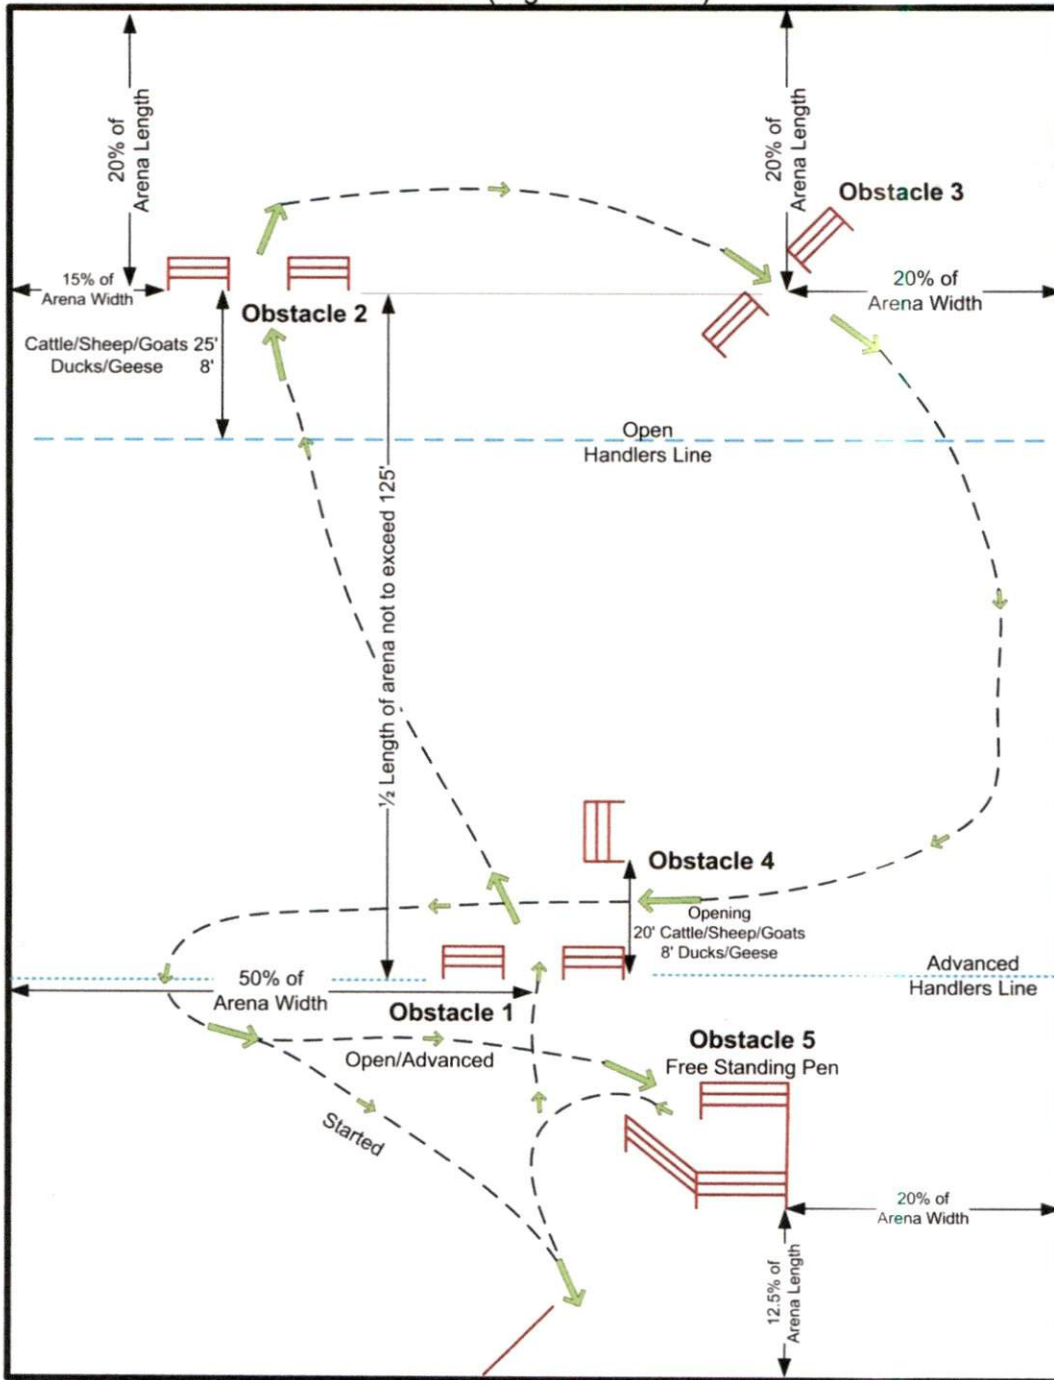 20% of
Arena Length
20% of
Arena Length
Obstacle 3
15% of
Arena Width
20% of
Arena Width
Obstacle 2
Cattle/Sheep/Goats 25'
Ducks/Geese 8'
Open
Handlers Line
½ Length of arena not to exceed 125'
Obstacle 4
Opening
20' Cattle/Sheep/Goats
8' Ducks/Geese
50% of
Arena Width
Advanced
Handlers Line
Obstacle 1
Obstacle 5
Free Standing Pen
Open/Advanced
Started
20% of
Arena Width
12.5% of
Arena Length